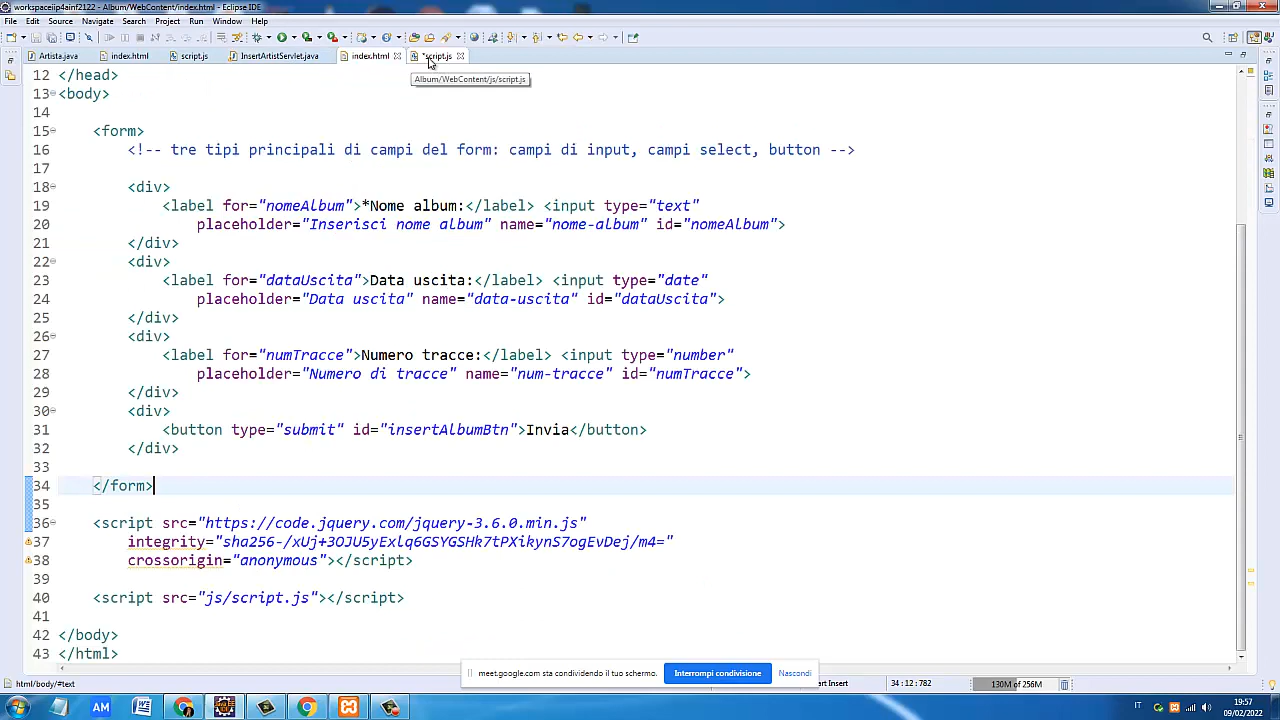 workspaceiip4ainf2122 - Album/WebContent/index.html - Eclipse IDE
File Edit Source Navigate Search Project Run Window Help
Artista.java index.html script.js InsertArtistServlet.java index.html *script.js
Album/WebContent/js/script.js
12 </head>
13 <body>
14
15 <form>
16 <!-- tre tipi principali di campi del form: campi di input, campi select, button -->
17
18 <div>
19 <label for="nomeAlbum">*Nome album:</label> <input type="text"
20 placeholder="Inserisci nome album" name="nome-album" id="nomeAlbum">
21 </div>
22 <div>
23 <label for="dataUscita">Data uscita:</label> <input type="date"
24 placeholder="Data uscita" name="data-uscita" id="dataUscita">
25 </div>
26 <div>
27 <label for="numTracce">Numero tracce:</label> <input type="number"
28 placeholder="Numero di tracce" name="num-tracce" id="numTracce">
29 </div>
30 <div>
31 <button type="submit" id="insertAlbumBtn">Invia</button>
32 </div>
33
34 </form>
35
36 <script src="https://code.jquery.com/jquery-3.6.0.min.js"
37 integrity="sha256-/xUj+3OJU5yExlq6GSYGSHk7tPXikynS7ogEvDej/m4="
38 crossorigin="anonymous"></script>
39
40 <script src="js/script.js"></script>
41
42 </body>
43 </html>
meet.google.com sta condividendo il tuo schermo. Interrompi condivisione Nascondi
html/body/#text
rt Insert 34 : 12 : 782 130M of 256M
AM IT 19:57
09/02/2022